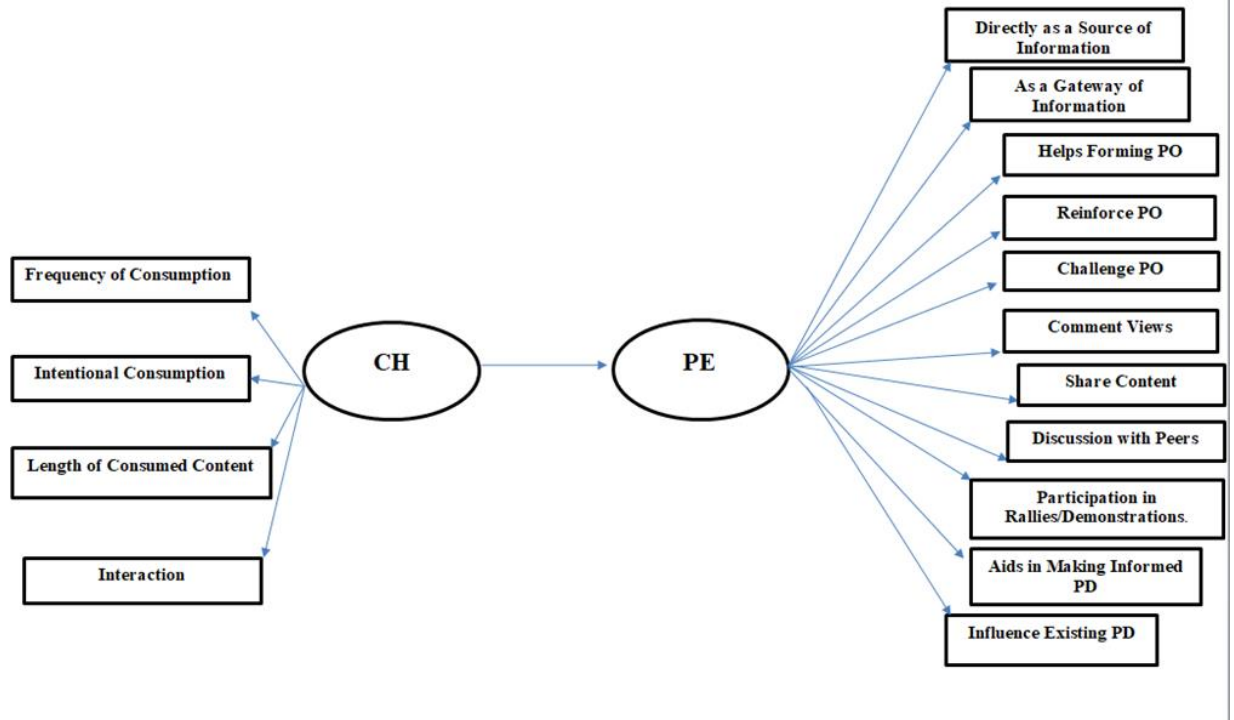 Frequency of Consumption
Intentional Consumption
Length of Consumed Content
Interaction
CH
PE
Directly as a Source of
Information
As a Gateway of
Information
Helps Forming PO
Reinforce PO
Challenge PO
Comment Views
Share Content
Discussion with Peers
Participation in
Rallies/Demonstrations.
Aids in Making Informed
PD
Influence Existing PD